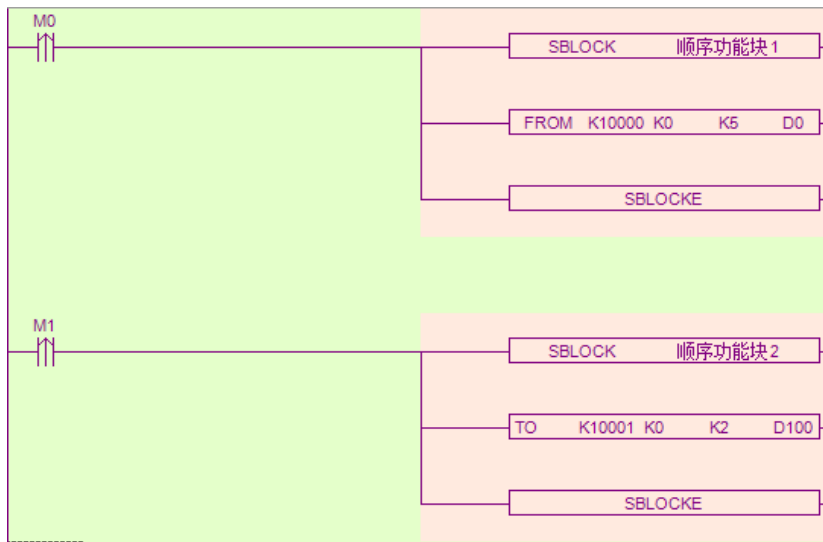 M0
SBLOCK 顺序功能块1
FROM K10000 K0 K5 D0
SBLOCKE
M1
SBLOCK 顺序功能块2
TO K10001 K0 K2 D100
SBLOCKE